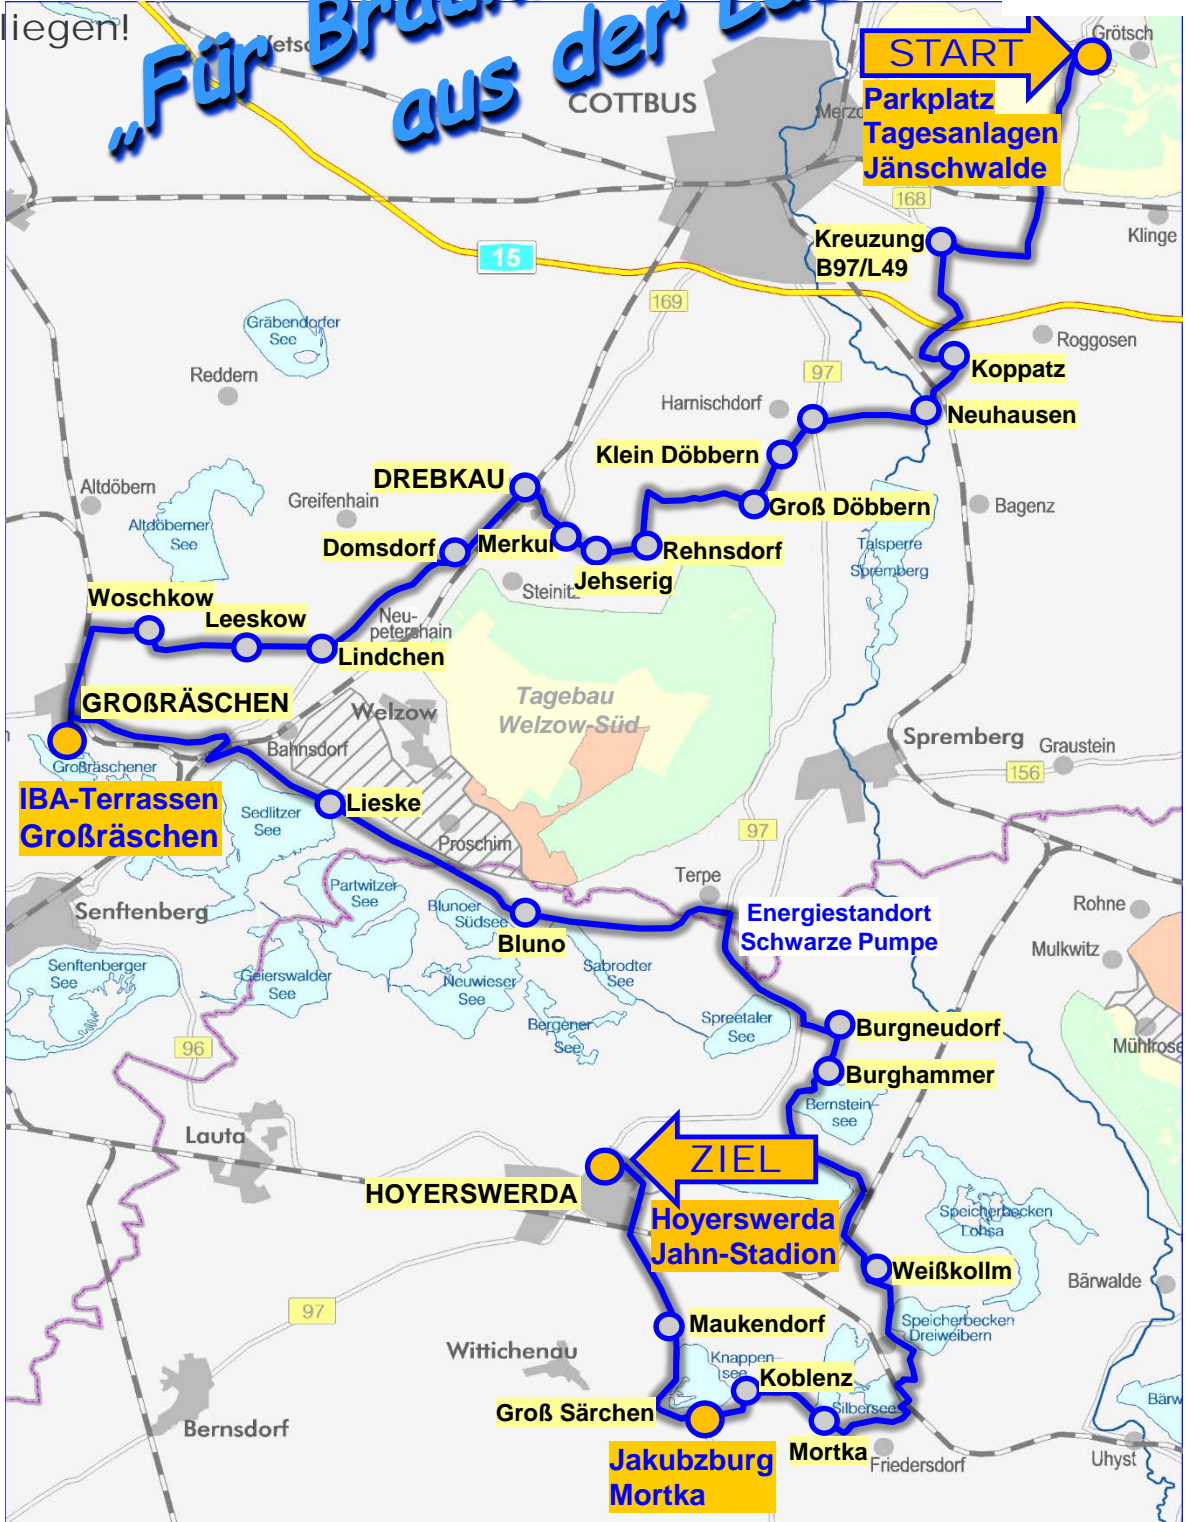 liegen!
„Für
aus der
START
Grötsch
COTTBUS
Parkplatz
Tagesanlagen
Jänschwalde
168
Klinge
Kreuzung
B97/L49
15
169
Gräbendorfer
See
Roggosen
Reddern
97
Koppatz
Harnischdorf
Neuhausen
Klein Döbbern
DREBKAU
Altdöbern
Greifenhain
Groß Döbbern
Bagenz
Altdöberner
See
Domsdorf
Merkur
Rehnsdorf
Talsperre
Spremberg
Jehserig
Steinitz
Woschkow
Leeskow
Neu-
petershain
Lindchen
GROßRÄSCHEN
Welzow
Tagebau
Welzow-Süd
Bahnsdorf
Spremberg
Graustein
156
Großräschener
IBA-Terrassen
Großräschen
Lieske
Sedlitzer
See
97
Proschim
Terpe
Partwitzer
See
Senftenberg
Blunoer
Südsee
Energiestandort
Schwarze Pumpe
Rohne
Bluno
Mulkwitz
Senftenberger
See
Geierswalder
See
Neuwieser
See
Sabrodter
See
Bergener
See
Spreetaler
See
Burgneudorf
96
Mühlrose
Burghammer
Bernstein-
see
Lauta
ZIEL
HOYERSWERDA
Hoyerswerda
Jahn-Stadion
Speicherbecken
Lohsa
Weißkollm
Bärwalde
97
Maukendorf
Speicherbecken
Dreiweibern
Wittichenau
Knappen-
see
Koblenz
Bärw
Groß Särchen
Silbersee
Bernsdorf
Jakubzburg
Mortka
Mortka
Friedersdorf
Uhyst